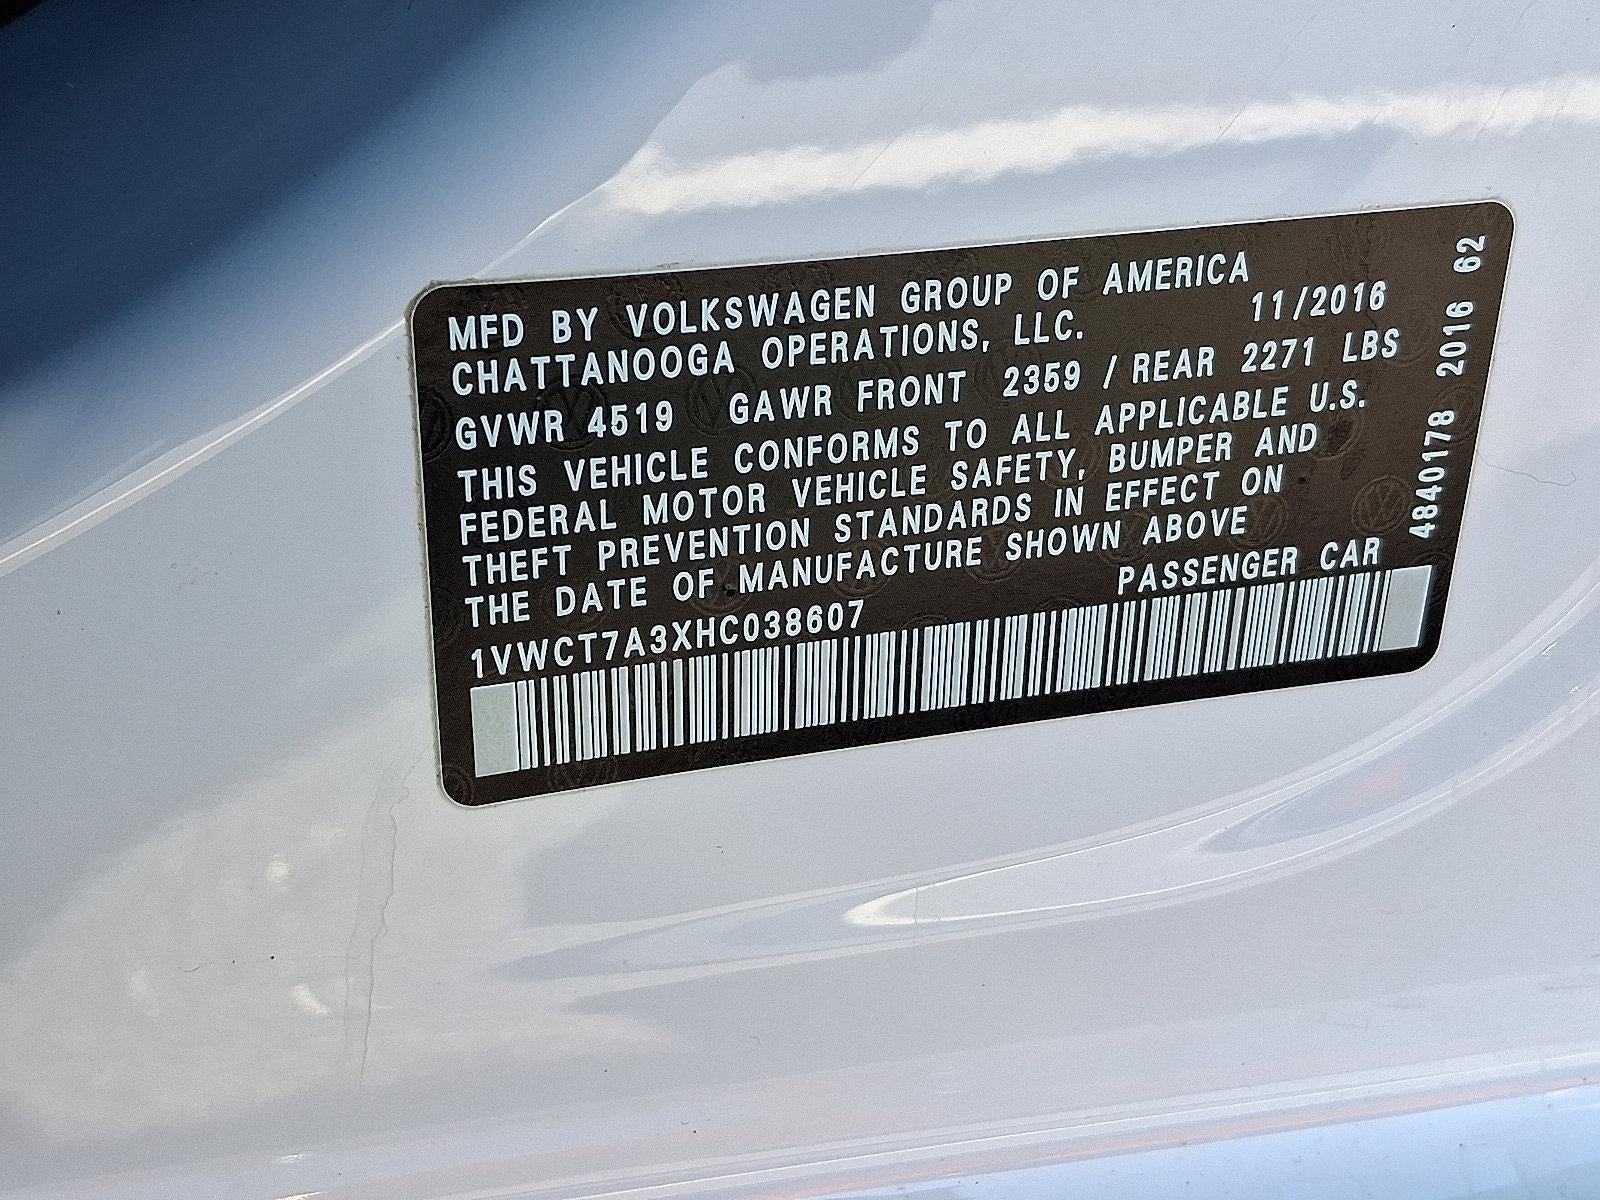 MFD BY VOLKSWAGEN GROUP OF AMERICA
CHATTANOOGA OPERATIONS, LLC. 11/2016
GVWR 4519 GAWR FRONT 2359 / REAR 2271 LBS
THIS VEHICLE CONFORMS TO ALL APPLICABLE U.S.
FEDERAL MOTOR VEHICLE SAFETY, BUMPER AND
THEFT PREVENTION STANDARDS IN EFFECT ON
THE DATE OF MANUFACTURE SHOWN ABOVE
1VWCT7A3XHC038607 PASSENGER CAR
4840178 2016 62